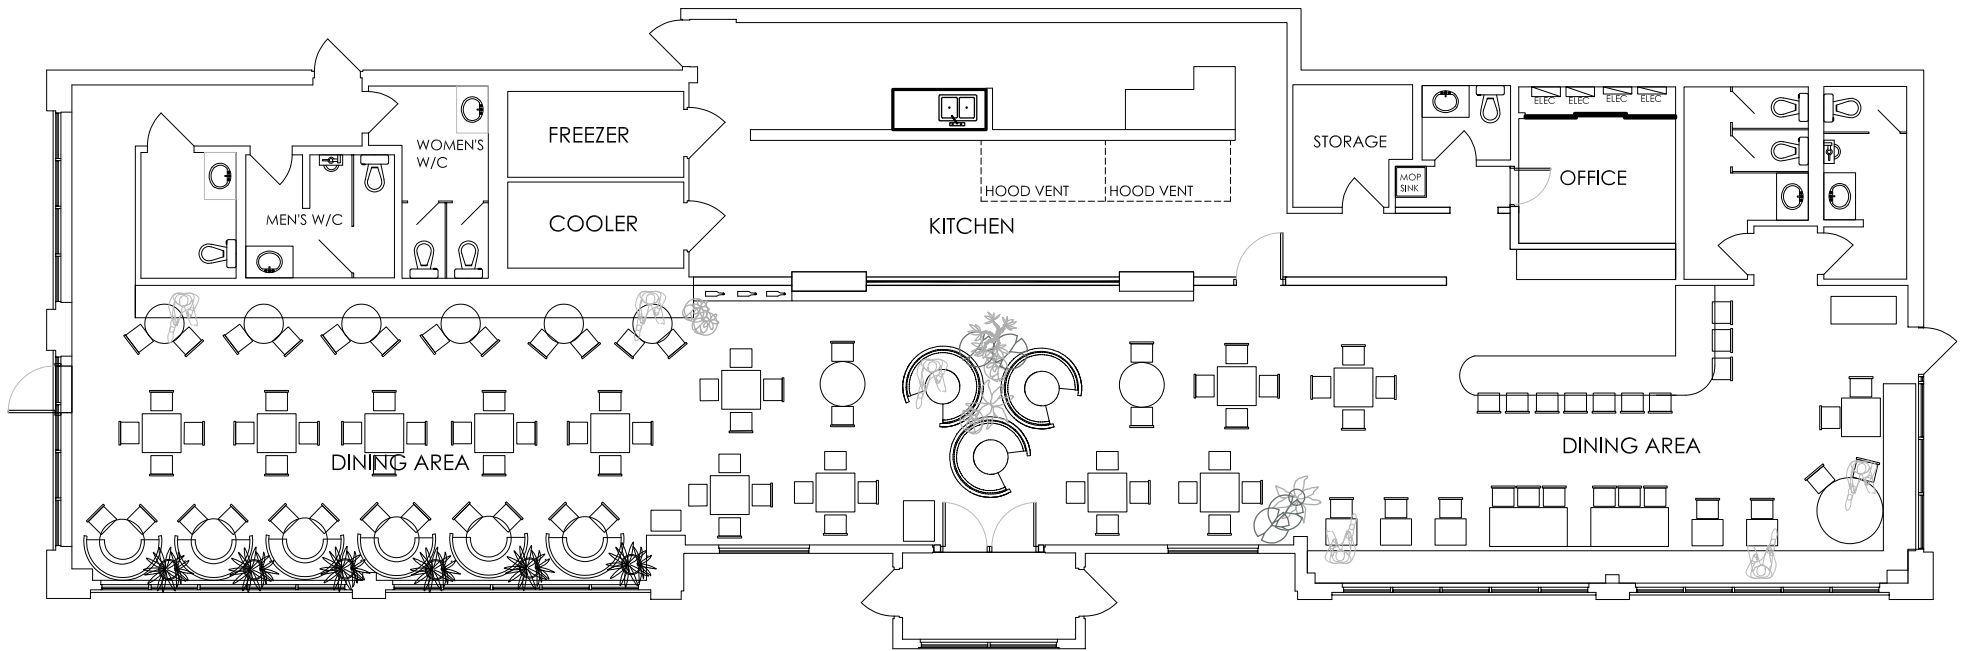 ELEC ELEC ELEC ELEC
FREEZER
STORAGE
WOMEN'S
W/C
MOP
SINK
OFFICE
HOOD VENT HOOD VENT
MEN'S W/C
COOLER
KITCHEN
DINING AREA
DINING AREA